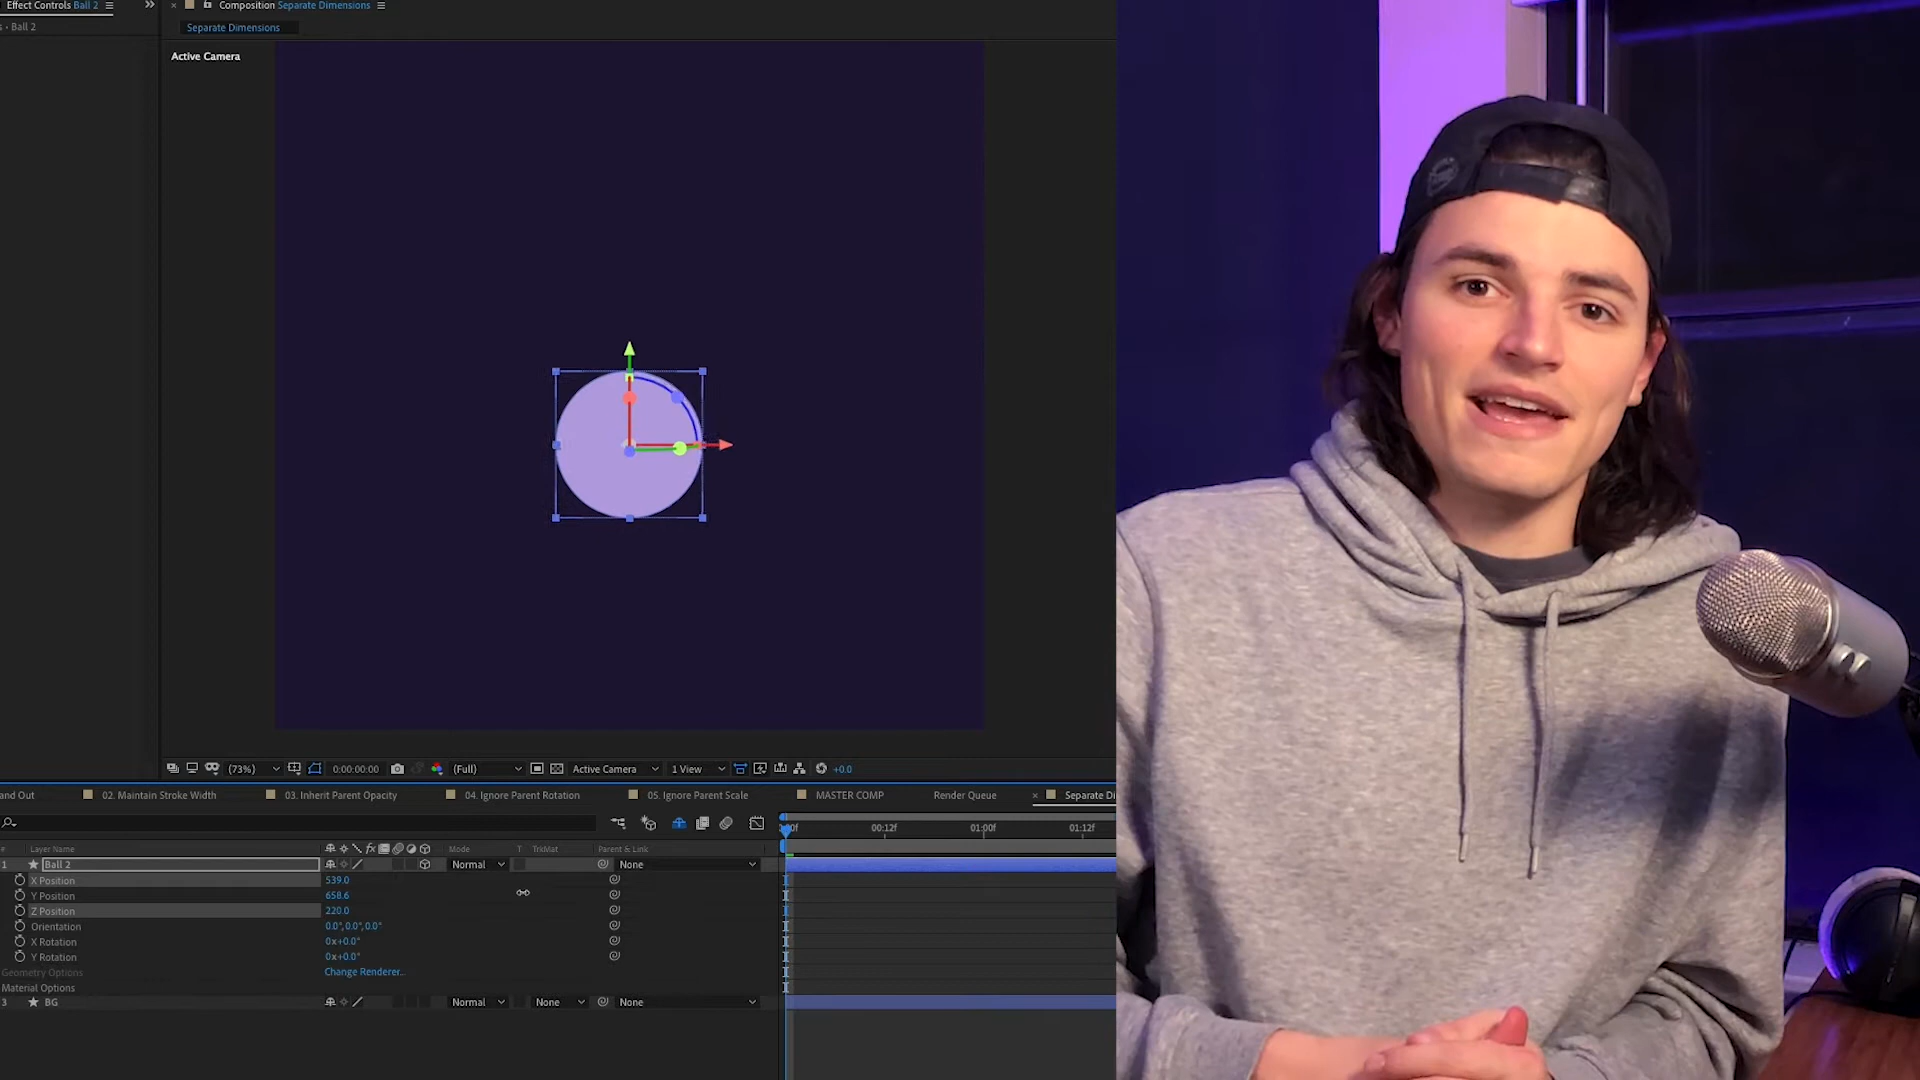 Effect Controls Ball 2
Composition Separate Dimensions
Ball 2
Separate Dimensions
Active Camera
(73%)
0:00:00:00
(Full)
Active Camera
1 View
+0.0
and Out
02. Maintain Stroke Width
03. Inherit Parent Opacity
04. Ignore Parent Rotation
05. Ignore Parent Scale
MASTER COMP
Render Queue
Separate Di
:00f
00:12f
01:00f
01:12f
#
Layer Name
Mode
T
TrkMat
Parent & Link
1
Ball 2
Normal
None
X Position
539.0
Y Position
658.6
Z Position
220.0
Orientation
0.0°,0.0°,0.0°
X Rotation
0x+0.0°
Y Rotation
0x+0.0°
Geometry Options
Change Renderer...
Material Options
3
BG
Normal
None
None